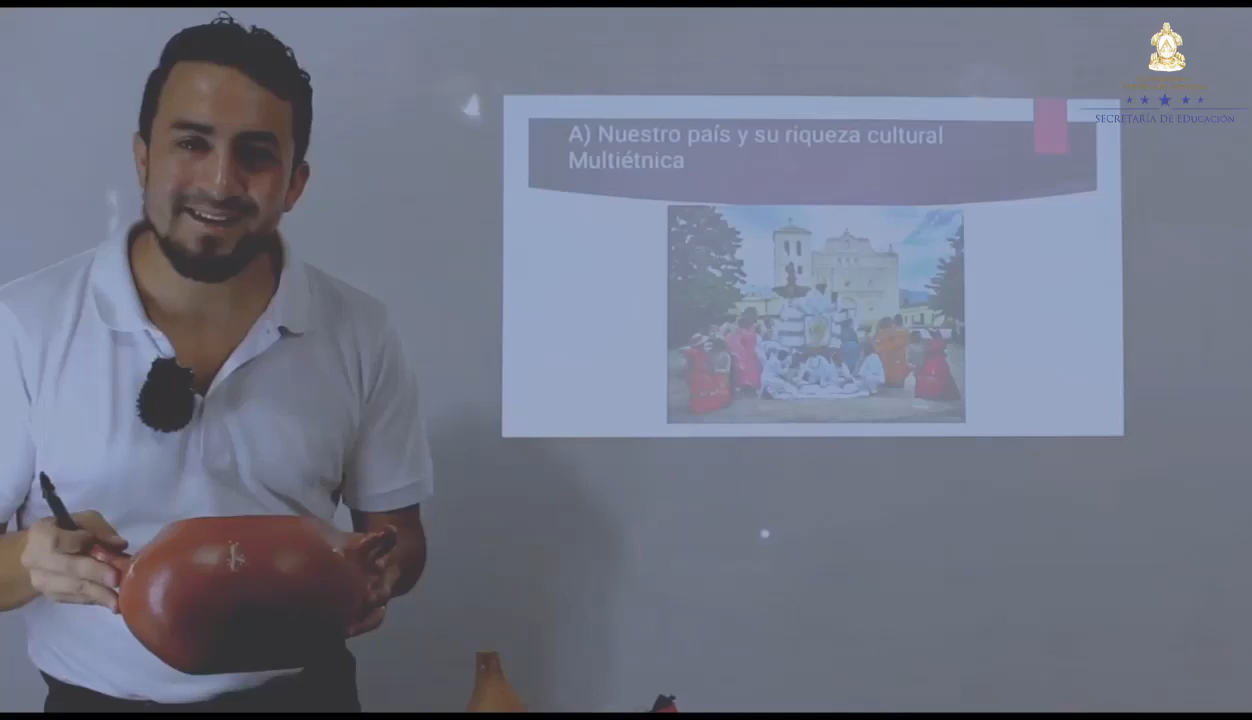 A) Nuestro país y su riqueza cultural
Multiétnica
SECRETARÍA DE EDUCACIÓN